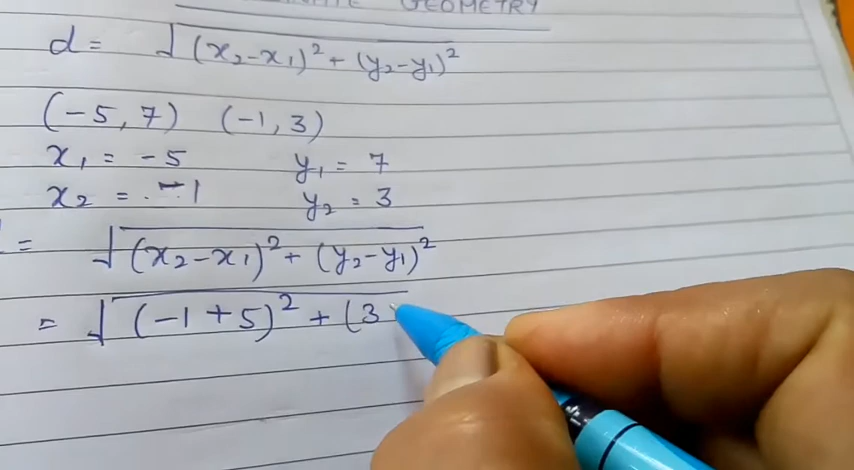 GEOMETRY
d = √(x₂-x₁)² + (y₂-y₁)²
(-5, 7) (-1, 3)
x₁ = -5 y₁ = 7
x₂ = -1 y₂ = 3
= √(x₂-x₁)² + (y₂-y₁)²
= √(-1+5)² + (3